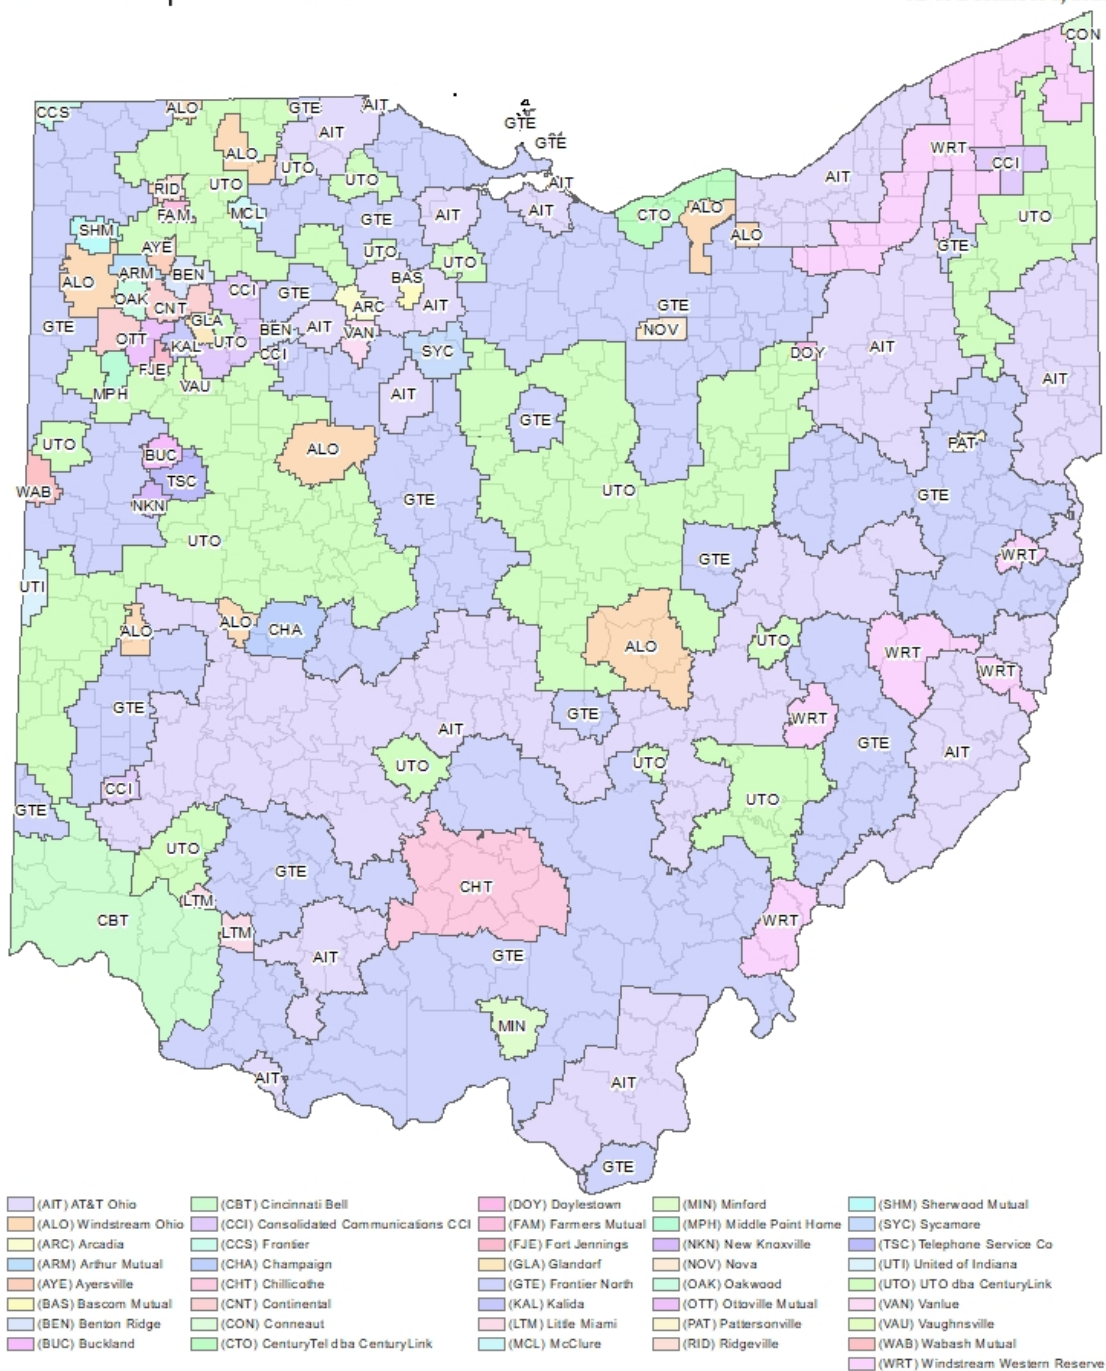 CON
CCS
ALO
GTE
AIT
AIT
GTE
GTE
ALO
UTO
UTO
WRT
CCI
RID
UTO
AIT
AIT
FAM
MCL
GTE
AIT
AIT
CTO
ALO
UTO
SHM
AYE
UTO
UTO
ALO
GTE
ALO
ARM
BEN
CCI
GTE
BAS
OAK
CNT
ARC
AIT
GTE
GTE
GLA
BEN
AIT
VAN
NOV
OTT
KAL
UTO
CCI
SYC
DOY
AIT
FJE
VAU
MPH
AIT
AIT
GTE
UTO
BUC
ALO
PAT
WAB
TSC
NKN
GTE
UTO
GTE
UTO
GTE
WRT
UTI
ALO
ALO
CHA
ALO
UTO
WRT
WRT
GTE
GTE
WRT
AIT
GTE
AIT
UTO
UTO
CCI
GTE
UTO
UTO
GTE
CHT
LTM
CBT
LTM
WRT
AIT
GTE
MIN
AIT
AIT
GTE
(AIT) AT&T Ohio
(ALO) Windstream Ohio
(ARC) Arcadia
(ARM) Arthur Mutual
(AYE) Ayersville
(BAS) Bascom Mutual
(BEN) Benton Ridge
(BUC) Buckland
(CBT) Cincinnati Bell
(CCI) Consolidated Communications CCI
(CCS) Frontier
(CHA) Champaign
(CHT) Chillicothe
(CNT) Continental
(CON) Conneaut
(CTO) CenturyTel dba CenturyLink
(DOY) Doylestown
(FAM) Farmers Mutual
(FJE) Fort Jennings
(GLA) Glandorf
(GTE) Frontier North
(KAL) Kalida
(LTM) Little Miami
(MCL) McClure
(MIN) Minford
(MPH) Middle Point Home
(NKN) New Knoxville
(NOV) Nova
(OAK) Oakwood
(OTT) Ottoville Mutual
(PAT) Pattersonville
(RID) Ridgeville
(SHM) Sherwood Mutual
(SYC) Sycamore
(TSC) Telephone Service Co
(UTI) United of Indiana
(UTO) UTO dba CenturyLink
(VAN) Vanlue
(VAU) Vaughnsville
(WAB) Wabash Mutual
(WRT) Windstream Western Reserve